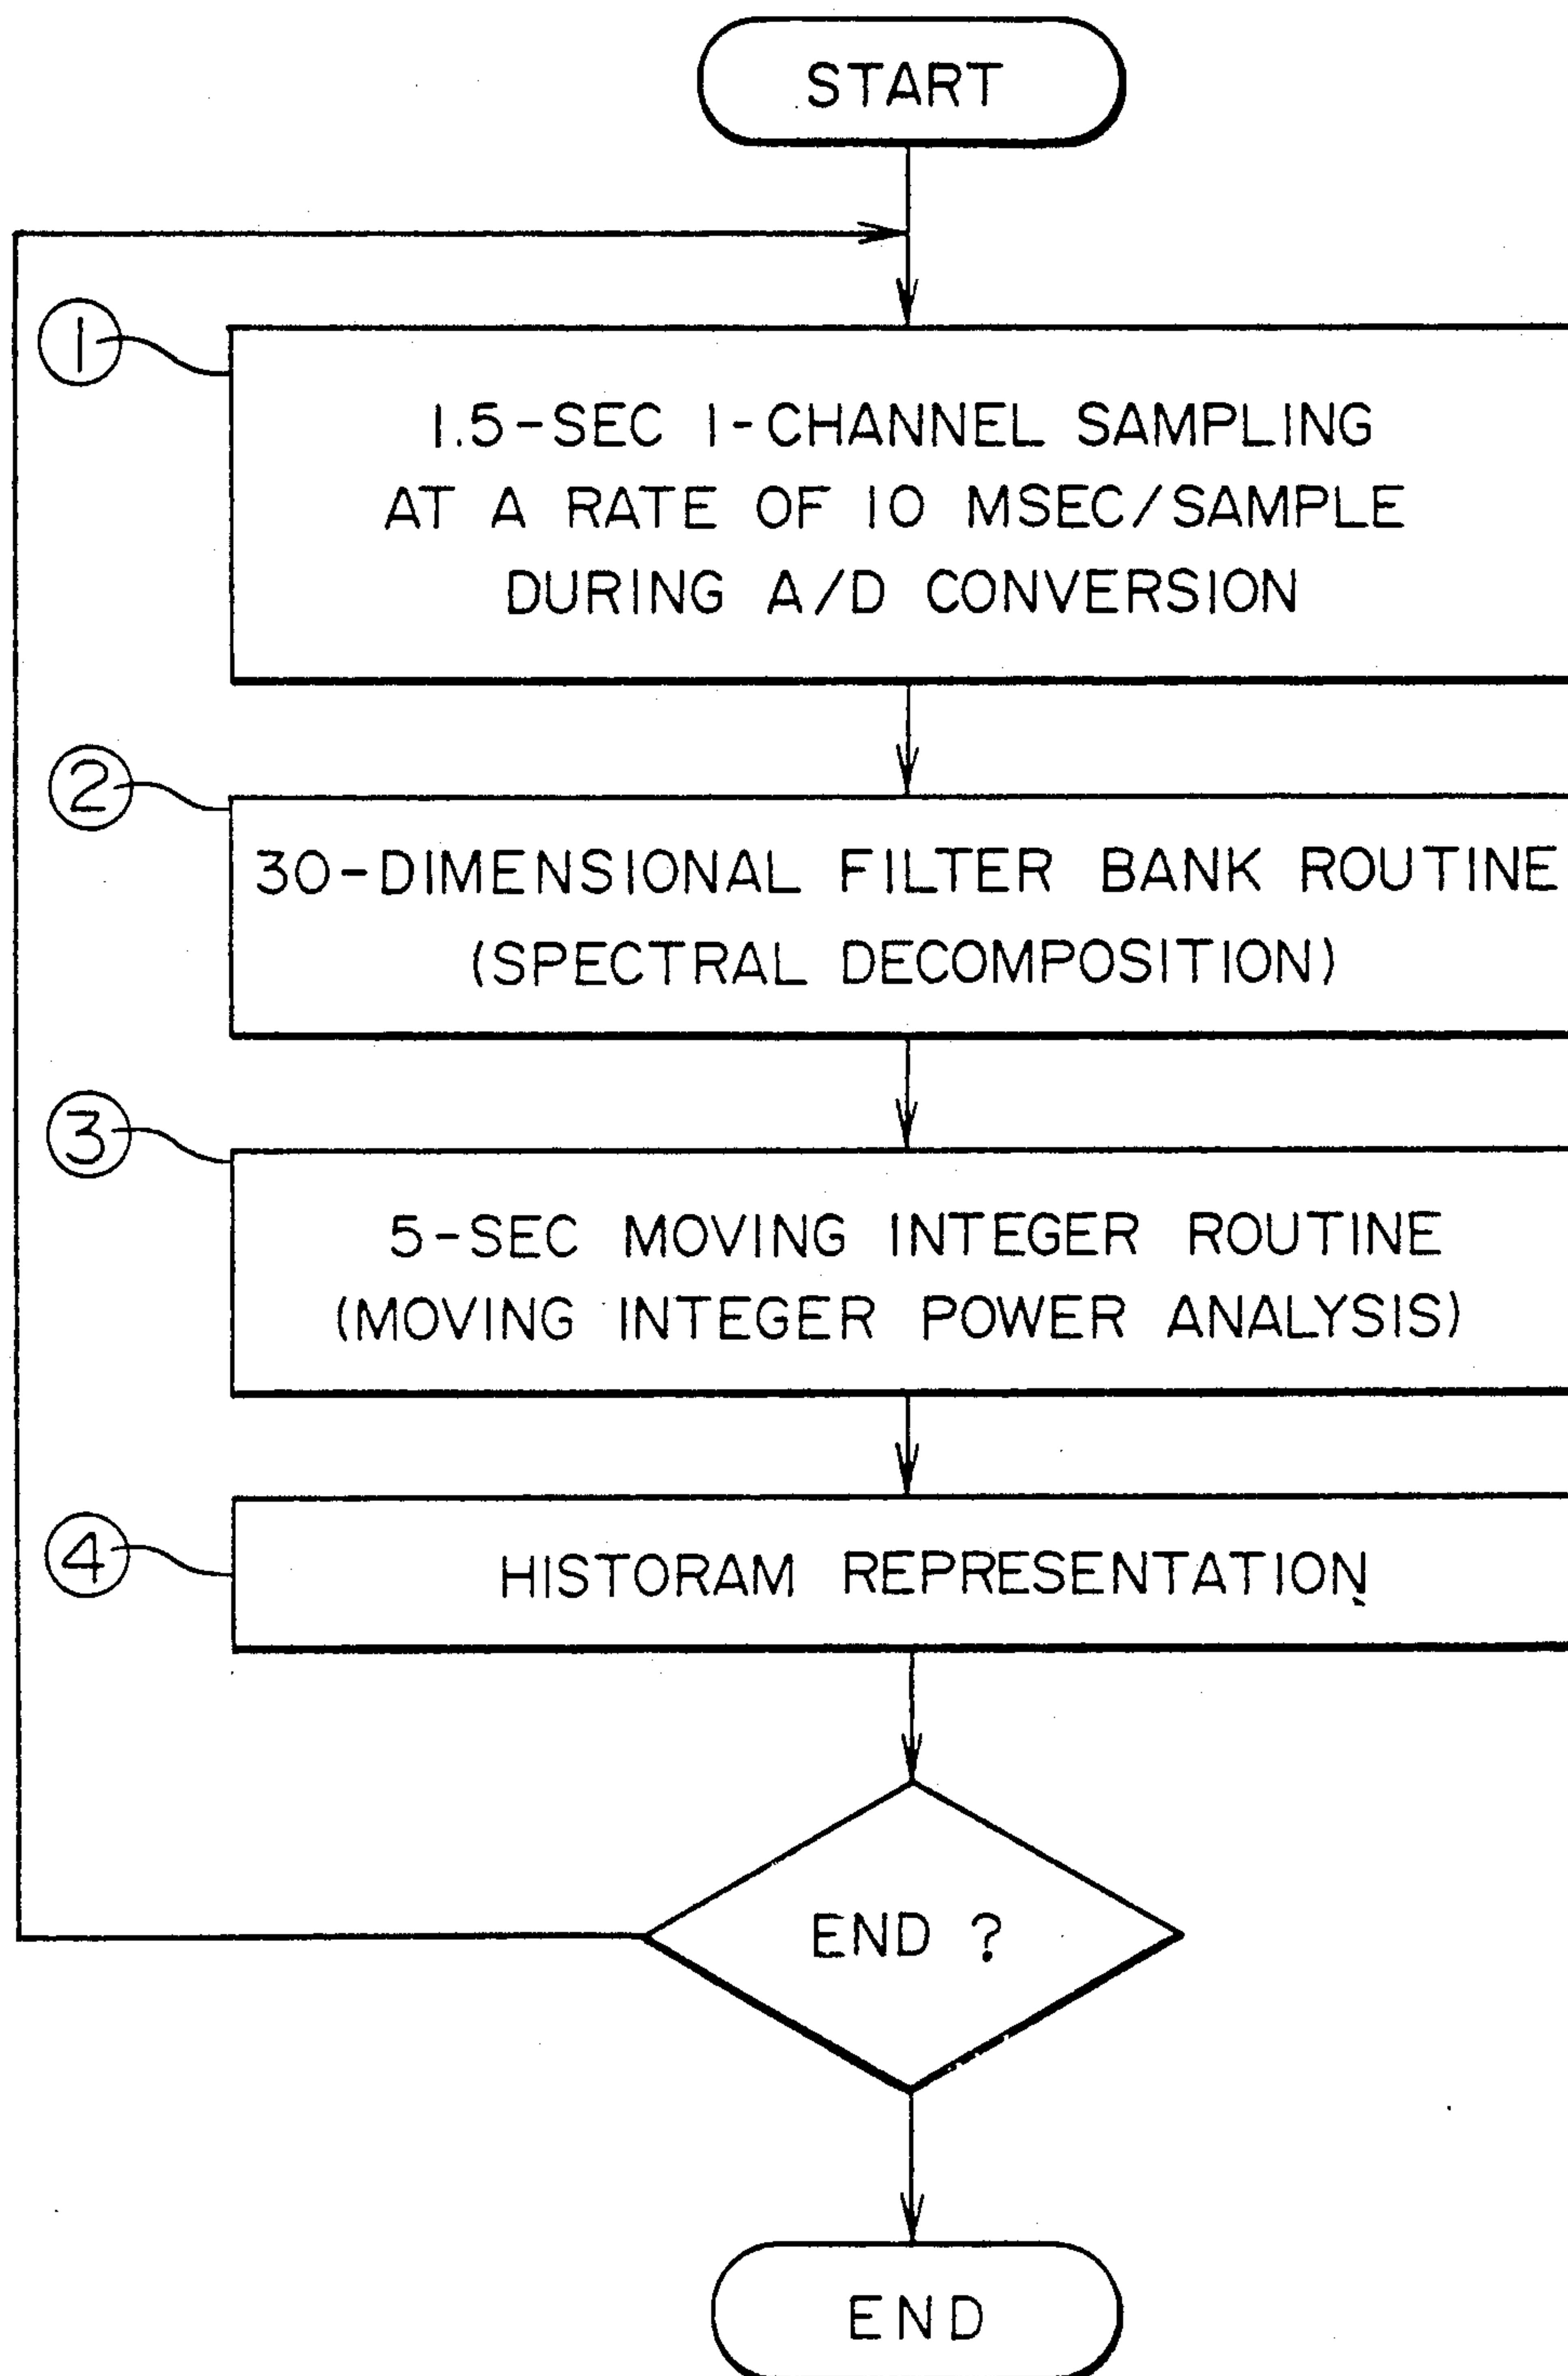 START
1
1.5-SEC 1-CHANNEL SAMPLING
AT A RATE OF 10 MSEC/SAMPLE
DURING A/D CONVERSION
2
30-DIMENSIONAL FILTER BANK ROUTINE
(SPECTRAL DECOMPOSITION)
3
5-SEC MOVING INTEGER ROUTINE
(MOVING INTEGER POWER ANALYSIS)
4
HISTORAM REPRESENTATION
END ?
END